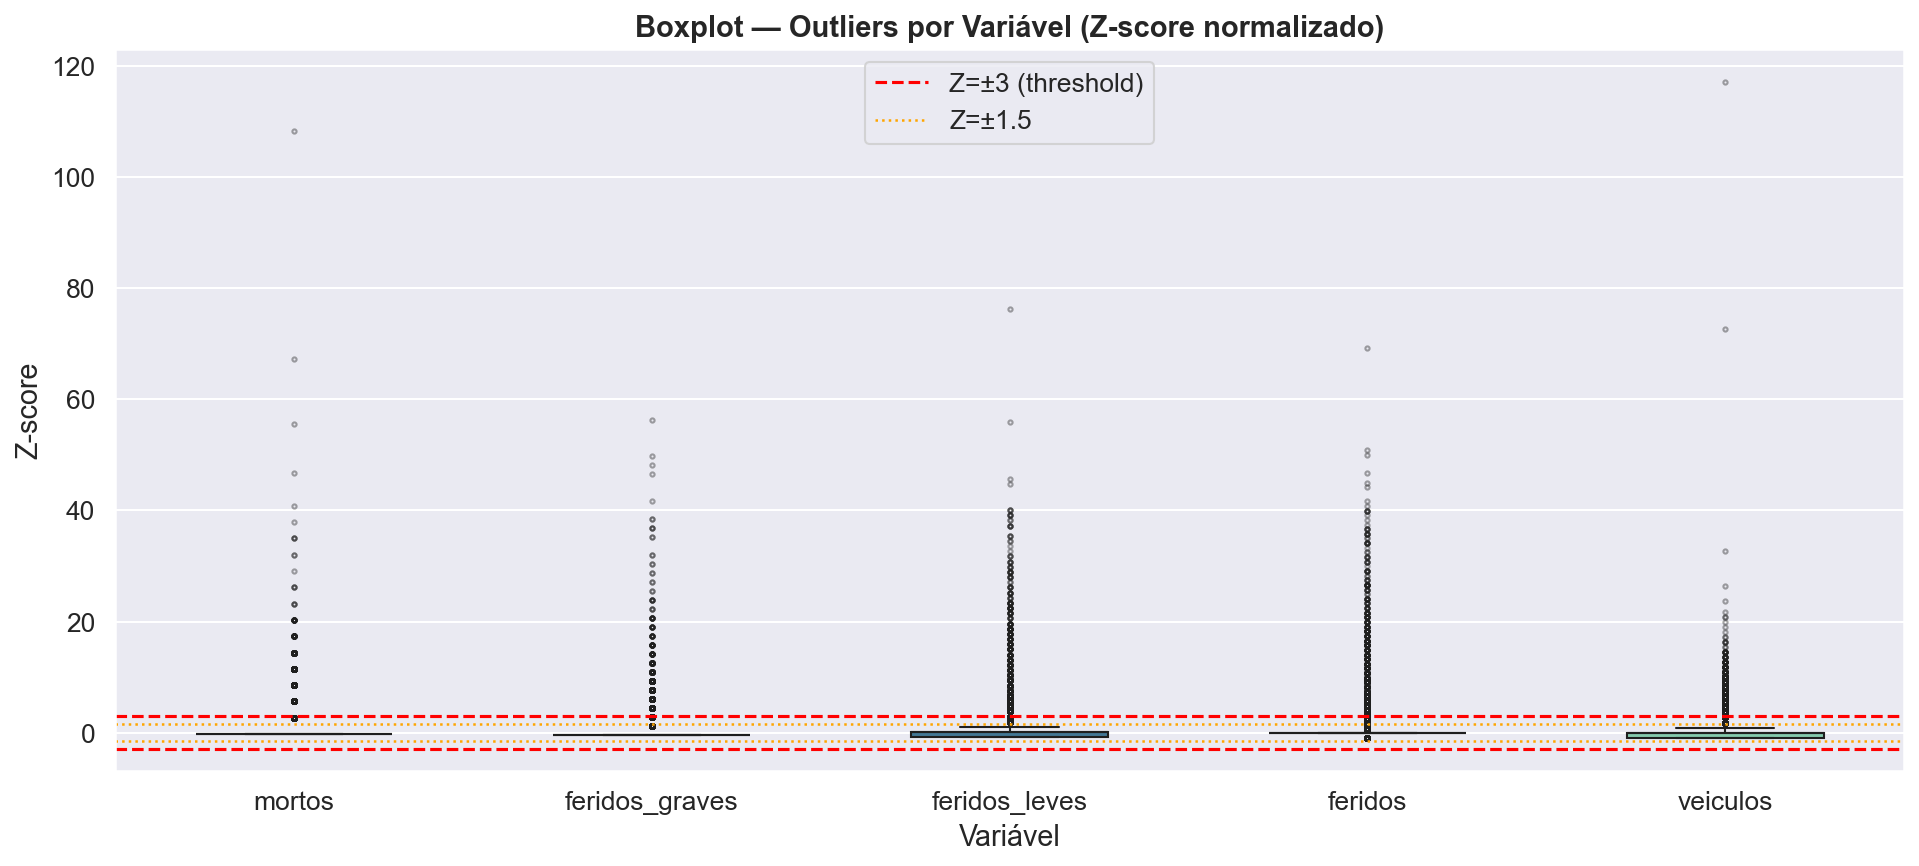 Boxplot — Outliers por Variável (Z-score normalizado)
Z=±3 (threshold)
Z=±1.5
Z-score
120
100
80
60
40
20
0
mortos feridos_graves feridos_leves feridos veiculos
Variável